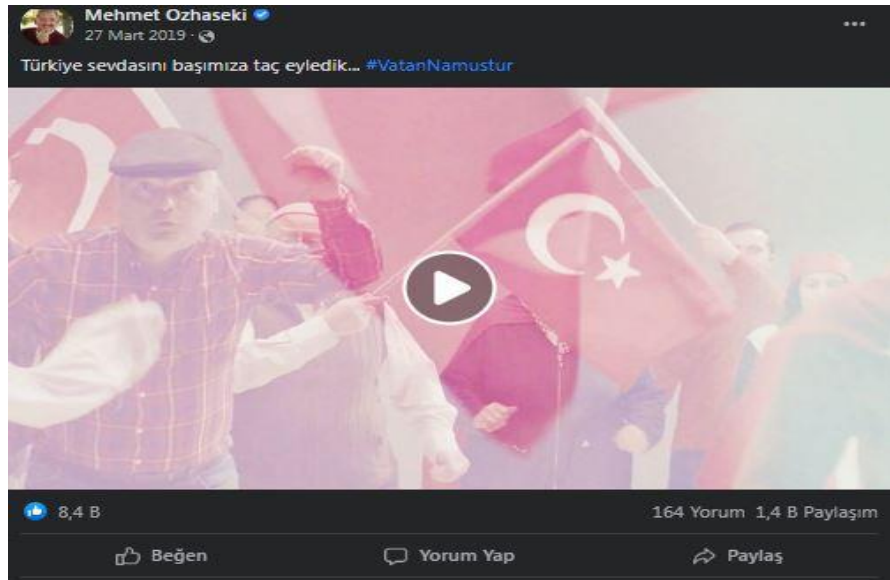 Mehmet Ozhaseki
27 Mart 2019 ·
Türkiye sevdasını başımıza taç eyledik... #VatanNamustur
8,4 B
164 Yorum 1,4 B Paylaşım
Beğen
Yorum Yap
Paylaş